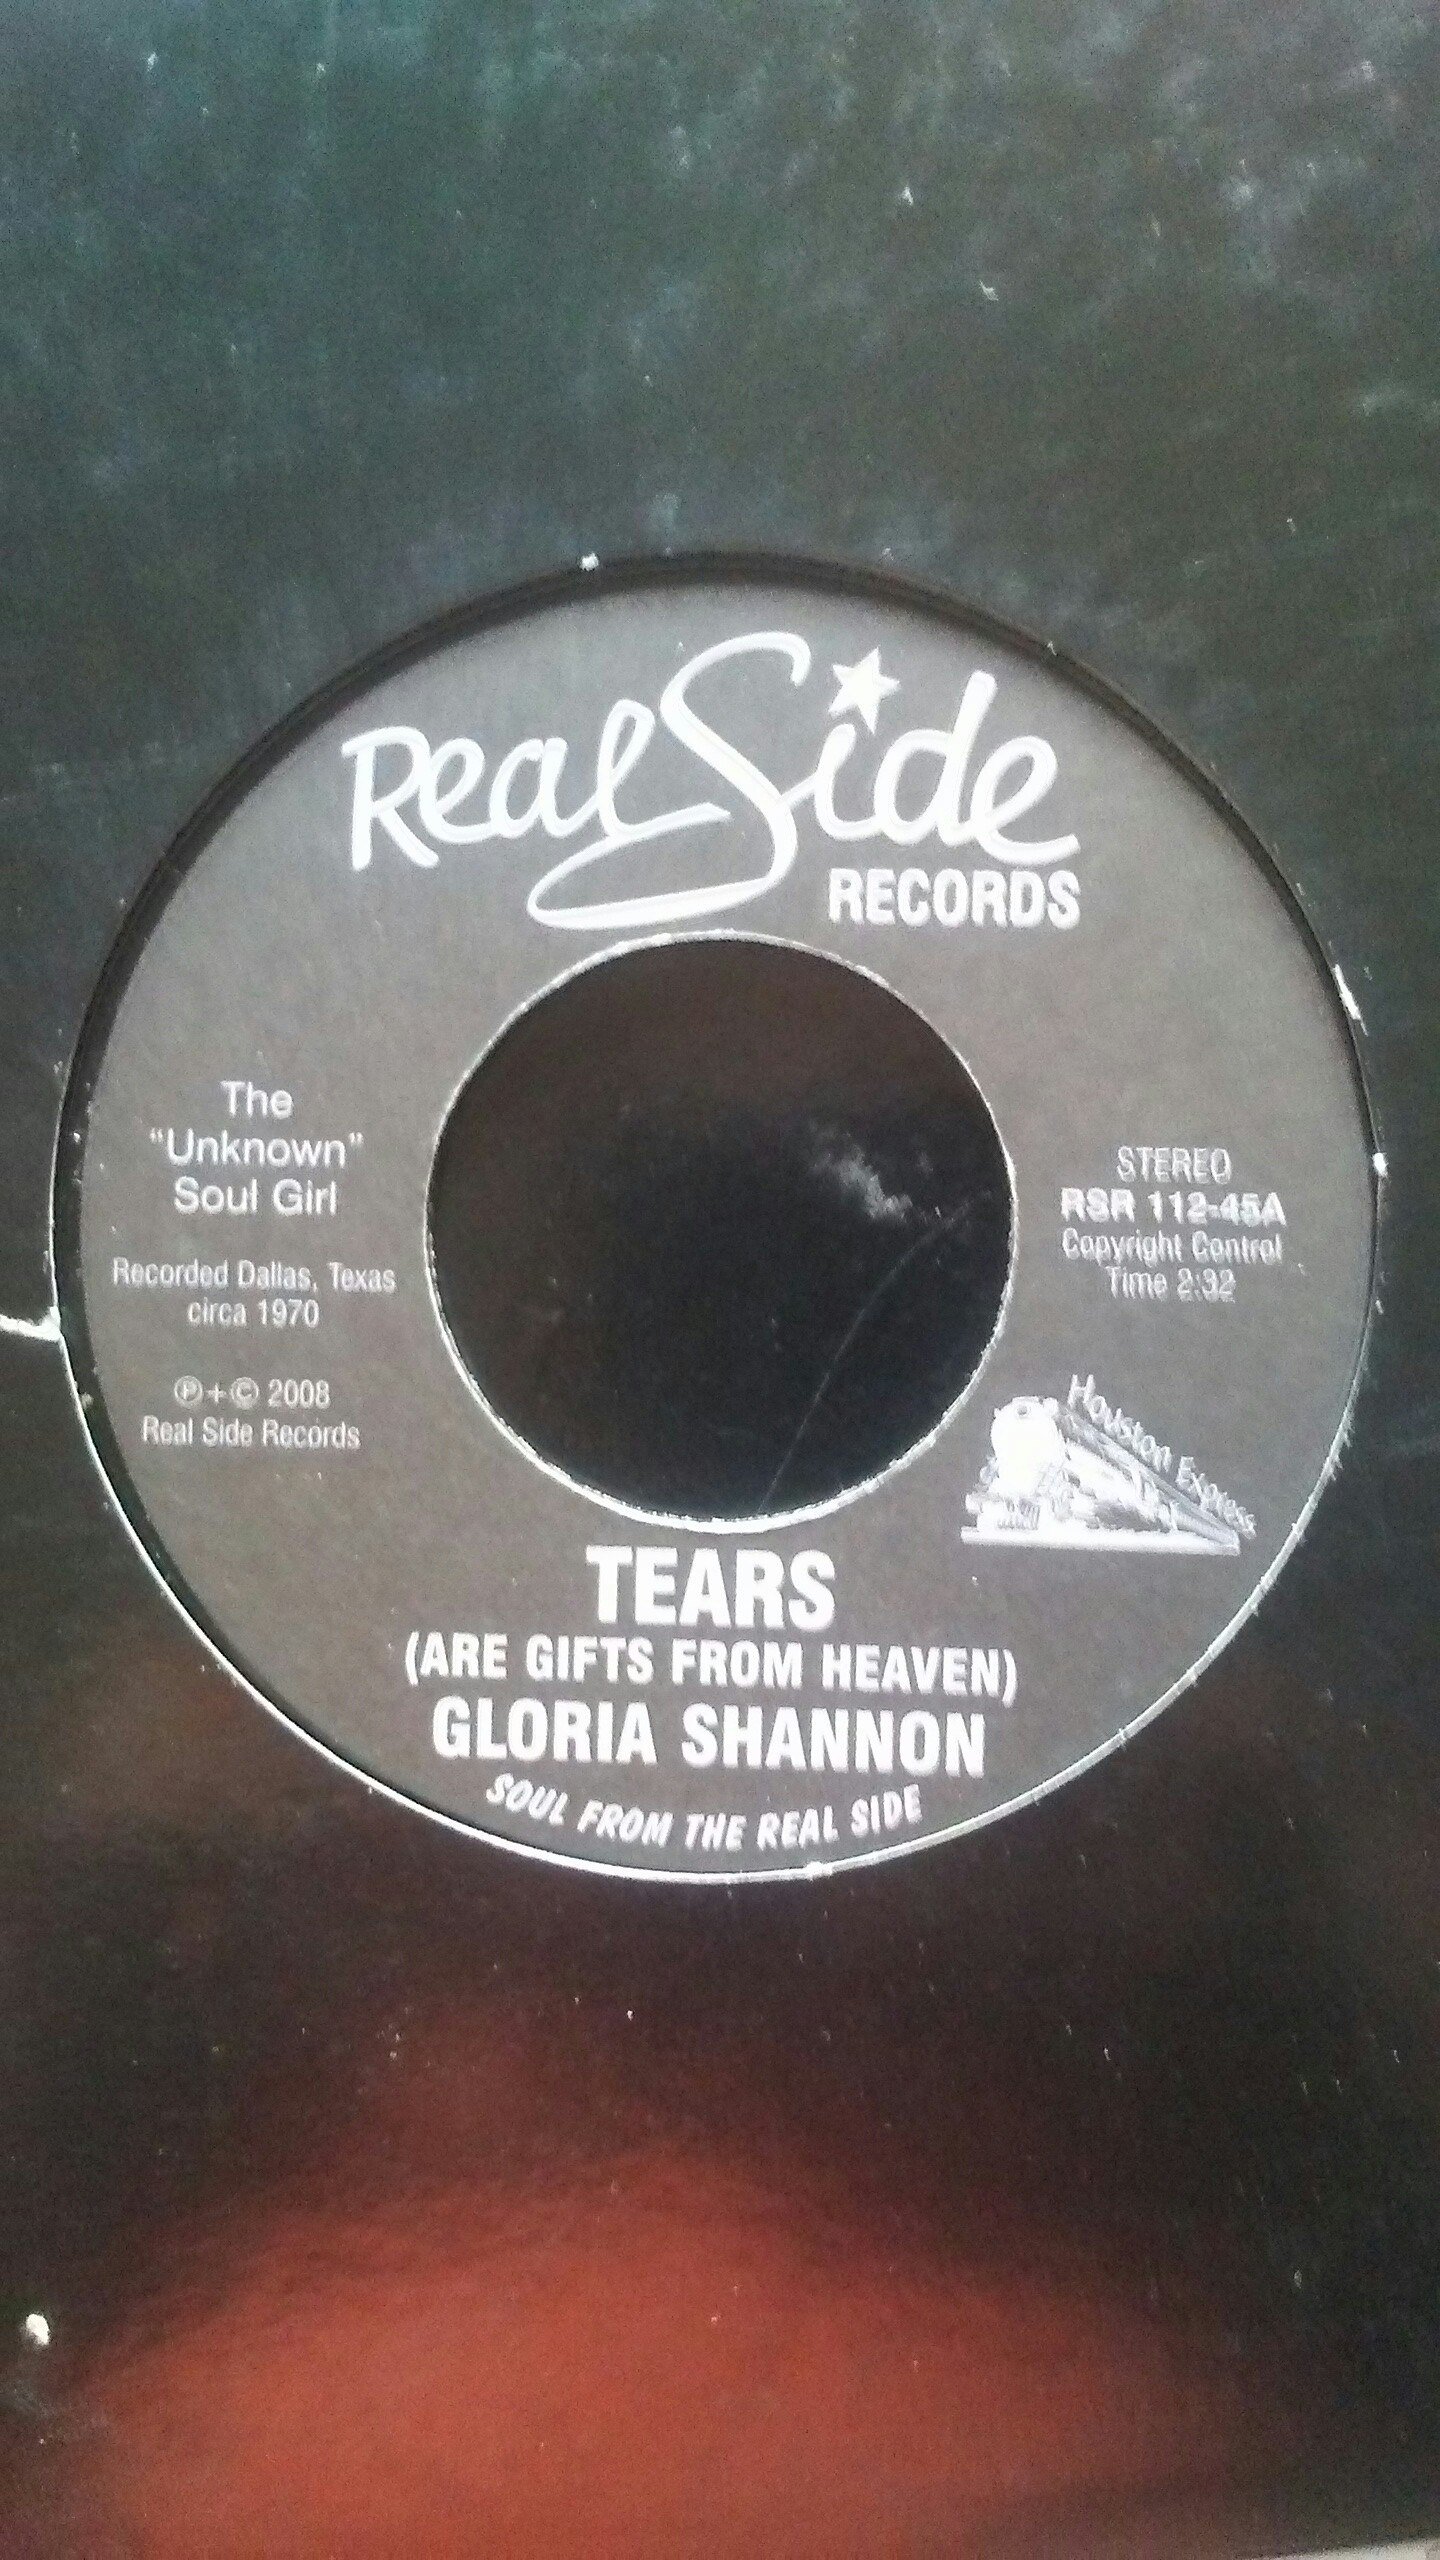 Real Side
RECORDS
The
"Unknown"
Soul Girl
Recorded Dallas, Texas
circa 1970
℗+© 2008
Real Side Records
STEREO
RSR 112-45A
Copyright Control
Time 2:32
Houston Express
TEARS
(ARE GIFTS FROM HEAVEN)
GLORIA SHANNON
SOUL FROM THE REAL SIDE